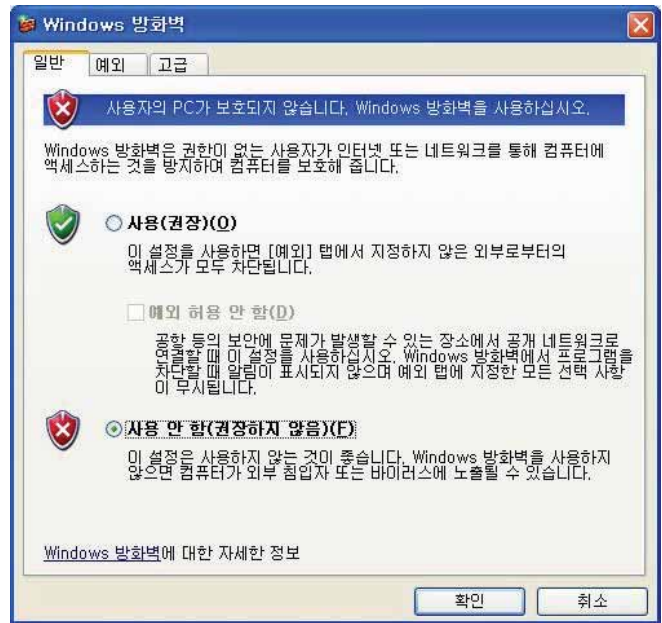 Windows 방화벽
일반 예외 고급
사용자의 PC가 보호되지 않습니다. Windows 방화벽을 사용하십시오.
Windows 방화벽은 권한이 없는 사용자가 인터넷 또는 네트워크를 통해 컴퓨터에
액세스하는 것을 방지하여 컴퓨터를 보호해 줍니다.
사용(권장)(O)
이 설정을 사용하면 [예외] 탭에서 지정하지 않은 외부로부터의
액세스가 모두 차단됩니다.
예외 허용 안 함(D)
공항 등의 보안에 문제가 발생할 수 있는 장소에서 공개 네트워크로
연결할 때 이 설정을 사용하십시오. Windows 방화벽에서 프로그램을
차단할 때 알림이 표시되지 않으며 예외 탭에 지정한 모든 선택 사항
이 무시됩니다.
사용 안 함(권장하지 않음)(F)
이 설정은 사용하지 않는 것이 좋습니다. Windows 방화벽을 사용하지
않으면 컴퓨터가 외부 침입자 또는 바이러스에 노출될 수 있습니다.
Windows 방화벽에 대한 자세한 정보
확인 취소